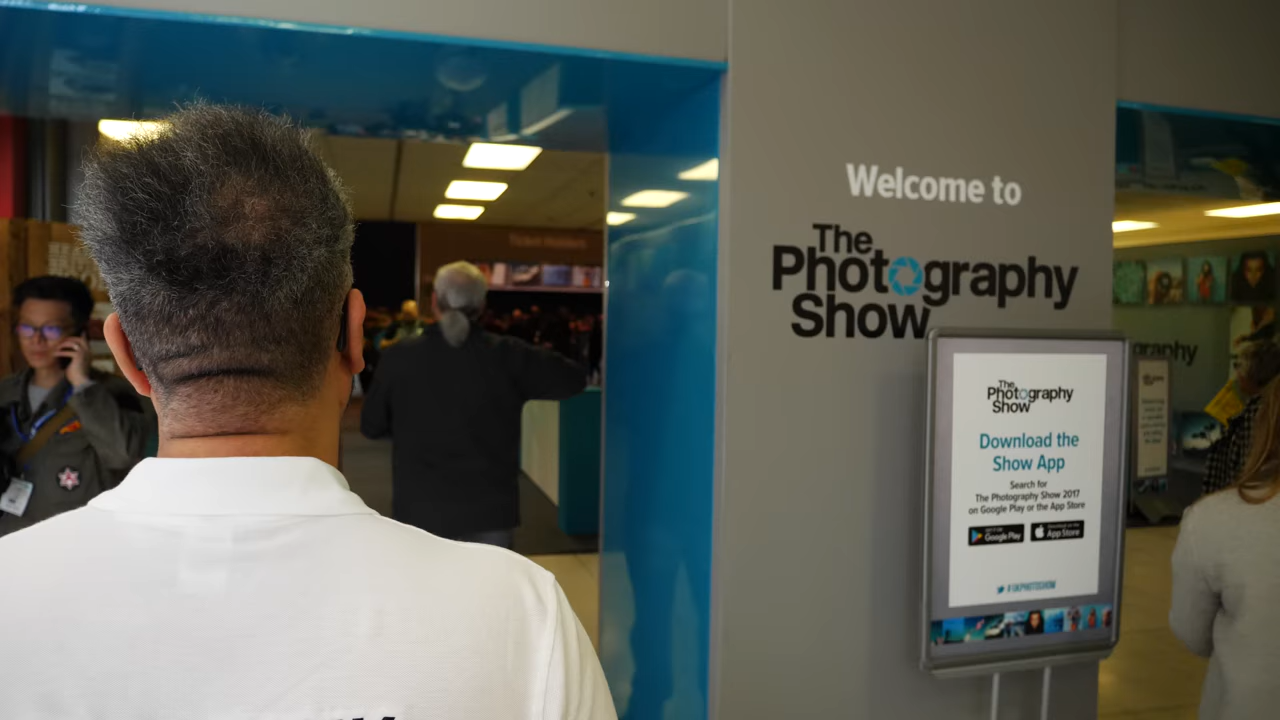 Welcome to
The
Photography
Show
The
Photography
Show
Download the
Show App
Search for
The Photography Show 2017
on Google Play or the App Store
Google Play
App Store
#UKPHOTOSHOW
graphy